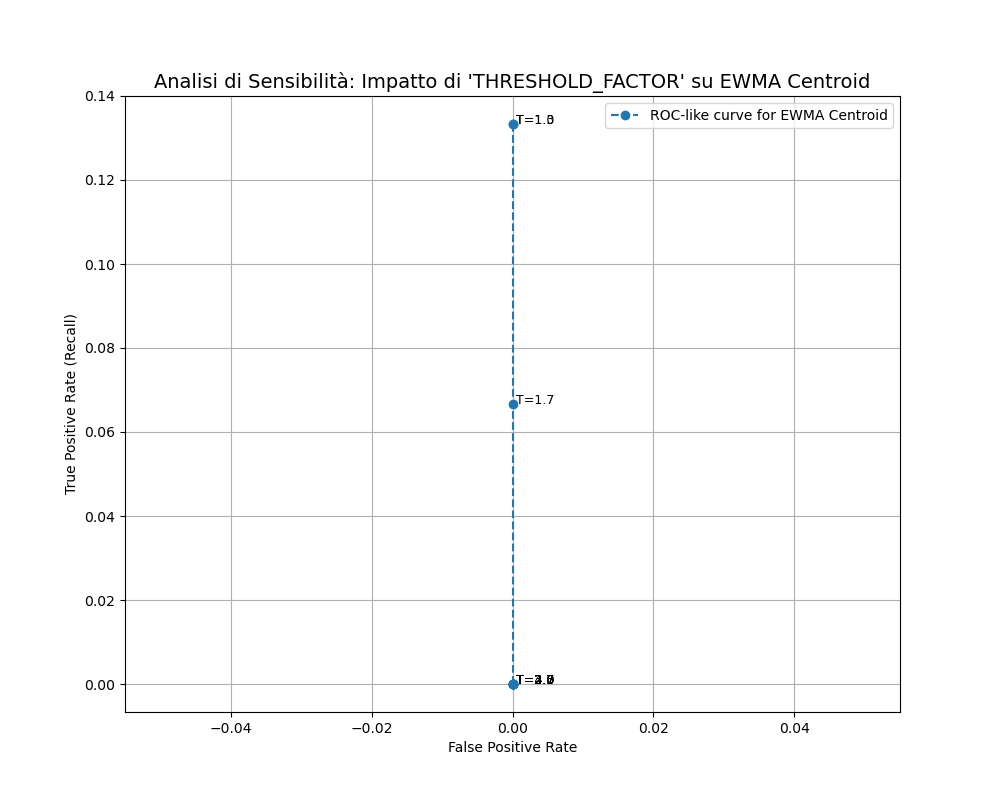 Analisi di Sensibilità: Impatto di 'THRESHOLD_FACTOR' su EWMA Centroid
0.14
ROC-like curve for EWMA Centroid
0.12
0.10
0.08
T=1.7
0.06
0.04
0.02
0.00
True Positive Rate (Recall)
−0.04
−0.02
0.00
0.02
0.04
False Positive Rate